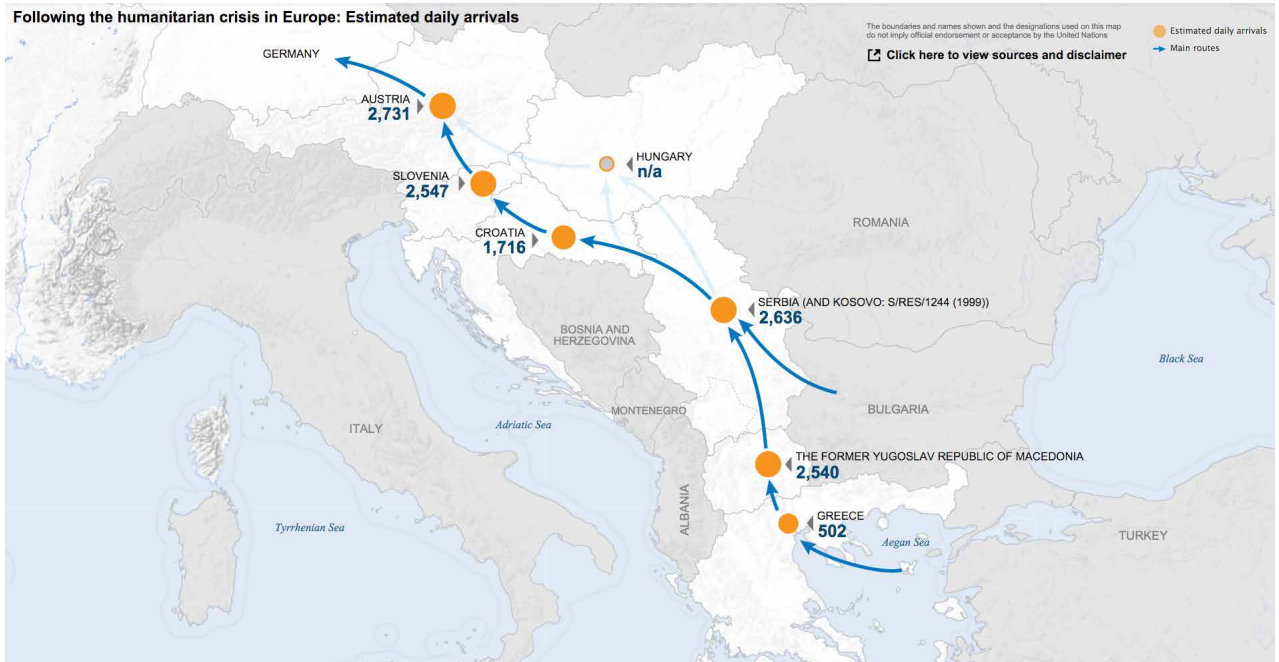 Following the humanitarian crisis in Europe: Estimated daily arrivals
The boundaries and names shown and the designations used on this map
do not imply official endorsement or acceptance by the United Nations
Click here to view sources and disclaimer
Estimated daily arrivals
Main routes
GERMANY
AUSTRIA
2,731
HUNGARY
n/a
SLOVENIA
2,547
CROATIA
1,716
ROMANIA
SERBIA (AND KOSOVO: S/RES/1244 (1999))
2,636
BOSNIA AND
HERZEGOVINA
Black Sea
MONTENEGRO
BULGARIA
ITALY
Adriatic Sea
THE FORMER YUGOSLAV REPUBLIC OF MACEDONIA
2,540
ALBANIA
GREECE
502
Tyrrhenian Sea
Aegan Sea
TURKEY